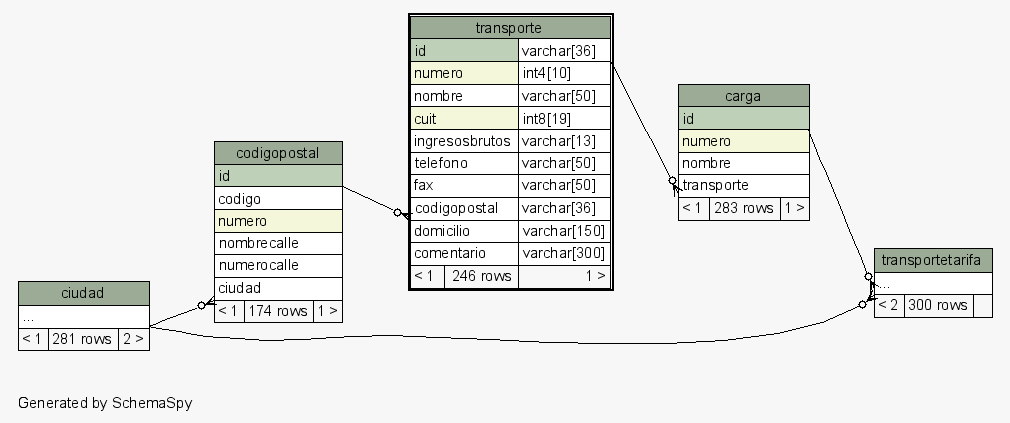 transporte
id varchar[36]
numero int4[10]
nombre varchar[50]
cuit int8[19]
ingresosbrutos varchar[13]
telefono varchar[50]
fax varchar[50]
codigopostal varchar[36]
domicilio varchar[150]
comentario varchar[300]
< 1 246 rows 1 >
carga
id
numero
nombre
transporte
< 1 283 rows 1 >
codigopostal
id
codigo
numero
nombrecalle
numerocalle
ciudad
< 1 174 rows 1 >
transportetarifa
...
< 2 300 rows
ciudad
...
< 1 281 rows 2 >
Generated by SchemaSpy